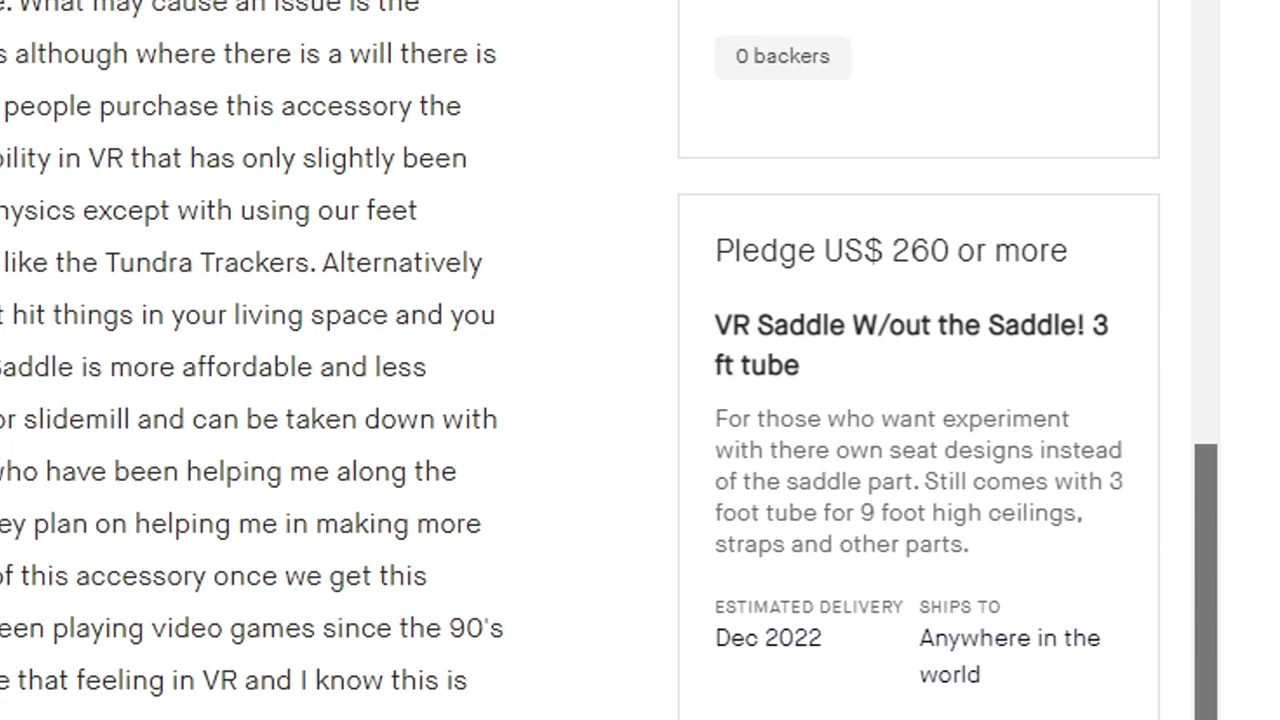 e. What may cause an issue is the
s although where there is a will there is
people purchase this accessory the
bility in VR that has only slightly been
hysics except with using our feet
like the Tundra Trackers. Alternatively
t hit things in your living space and you
Saddle is more affordable and less
or slidemill and can be taken down with
who have been helping me along the
ey plan on helping me in making more
of this accessory once we get this
een playing video games since the 90's
e that feeling in VR and I know this is
0 backers
Pledge US$ 260 or more
VR Saddle W/out the Saddle! 3
ft tube
For those who want experiment
with there own seat designs instead
of the saddle part. Still comes with 3
foot tube for 9 foot high ceilings,
straps and other parts.
ESTIMATED DELIVERY SHIPS TO
Dec 2022 Anywhere in the
world